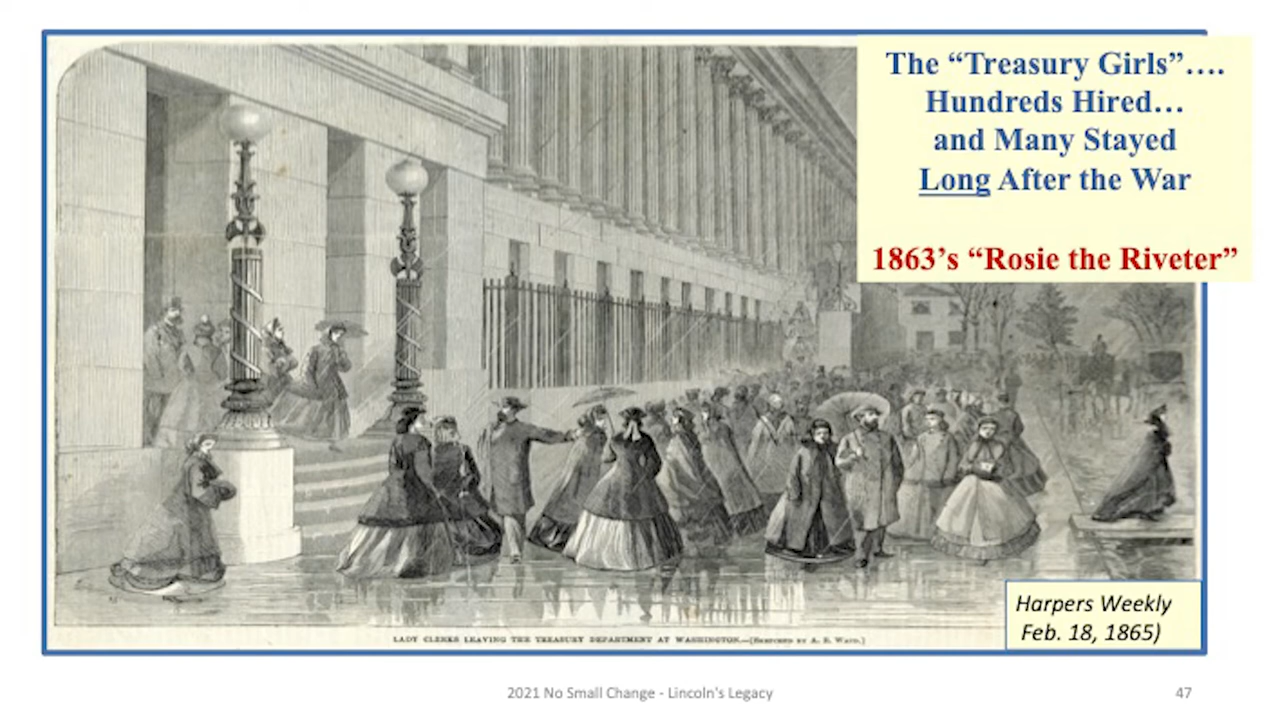 The “Treasury Girls”….
Hundreds Hired…
and Many Stayed
Long After the War
1863’s “Rosie the Riveter”
Harpers Weekly
Feb. 18, 1865)
LADY CLERKS LEAVING THE TREASURY DEPARTMENT AT WASHINGTON.—[SKETCHED BY A. R. WAUD.]
2021 No Small Change - Lincoln's Legacy
47